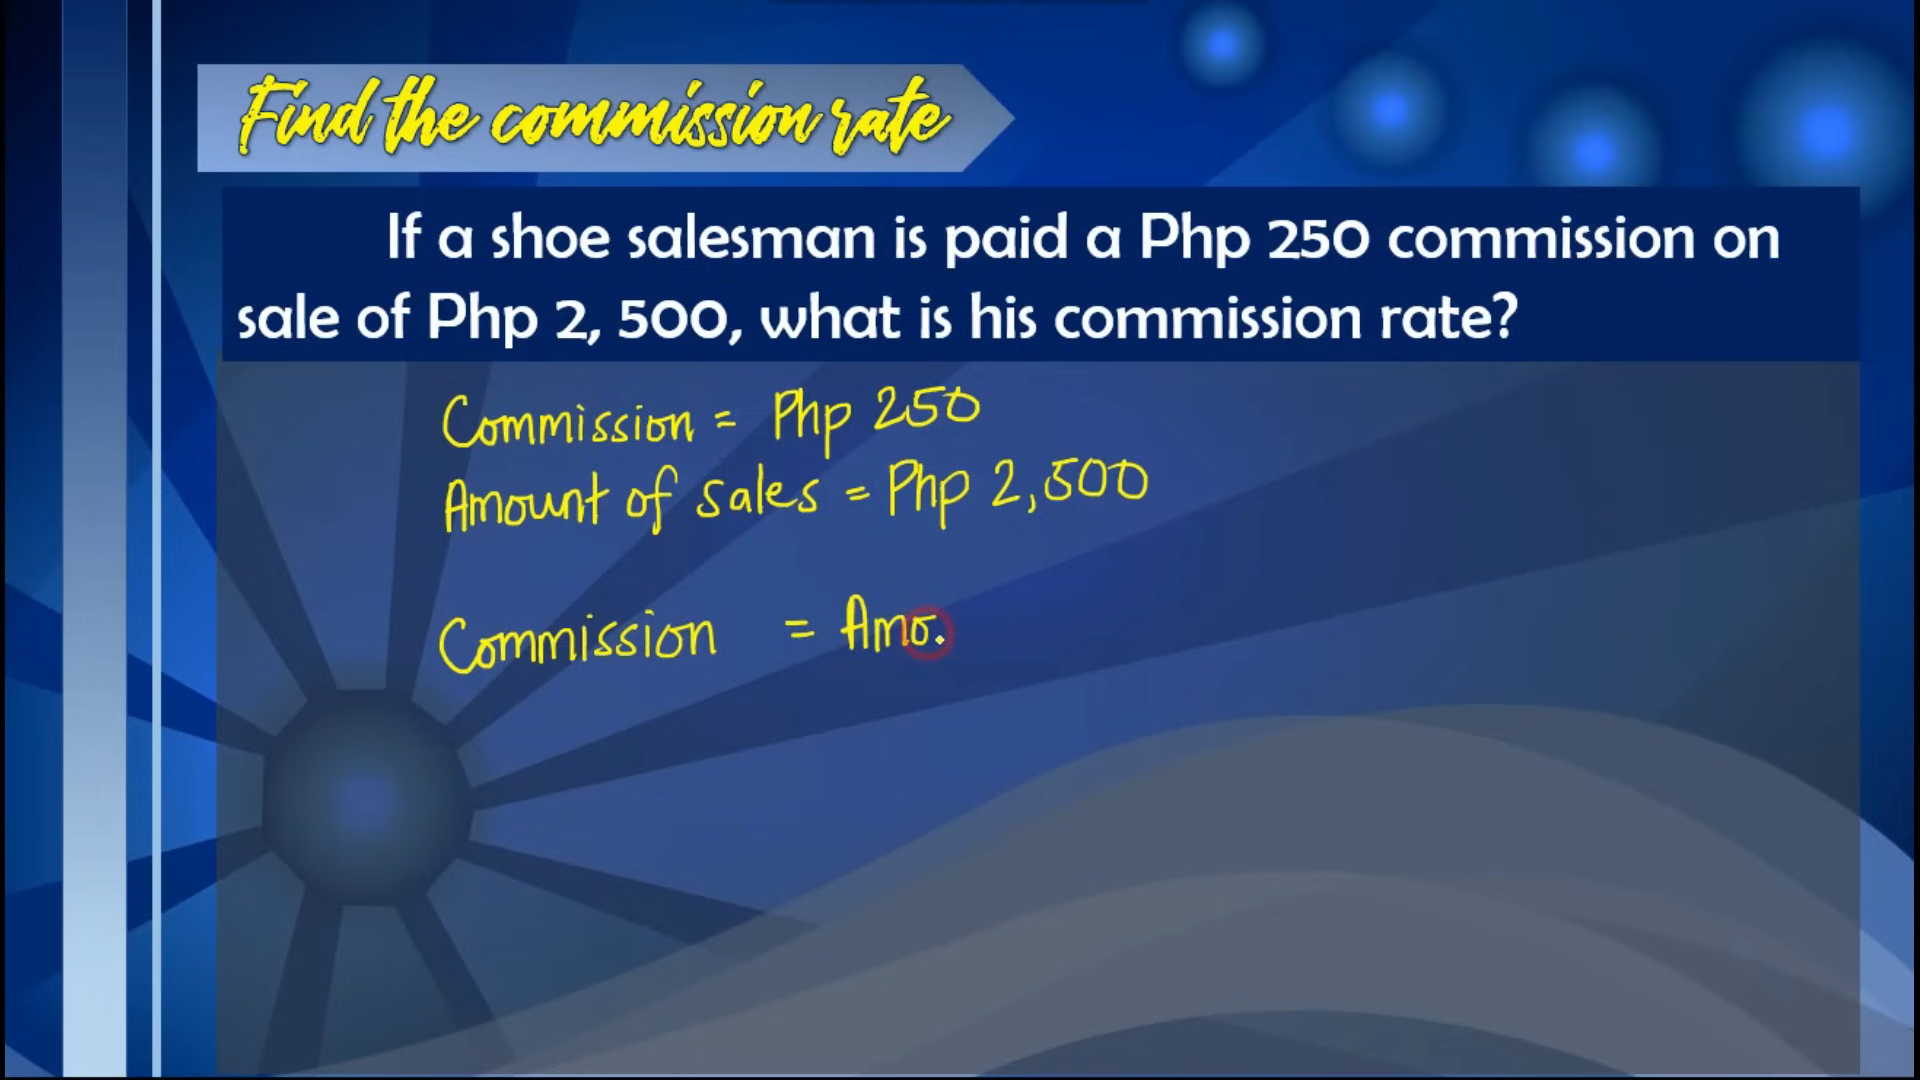 Find the commission rate
If a shoe salesman is paid a Php 250 commission on
sale of Php 2, 500, what is his commission rate?
Commission = Php 250
Amount of sales = Php 2,500
Commission = Amo